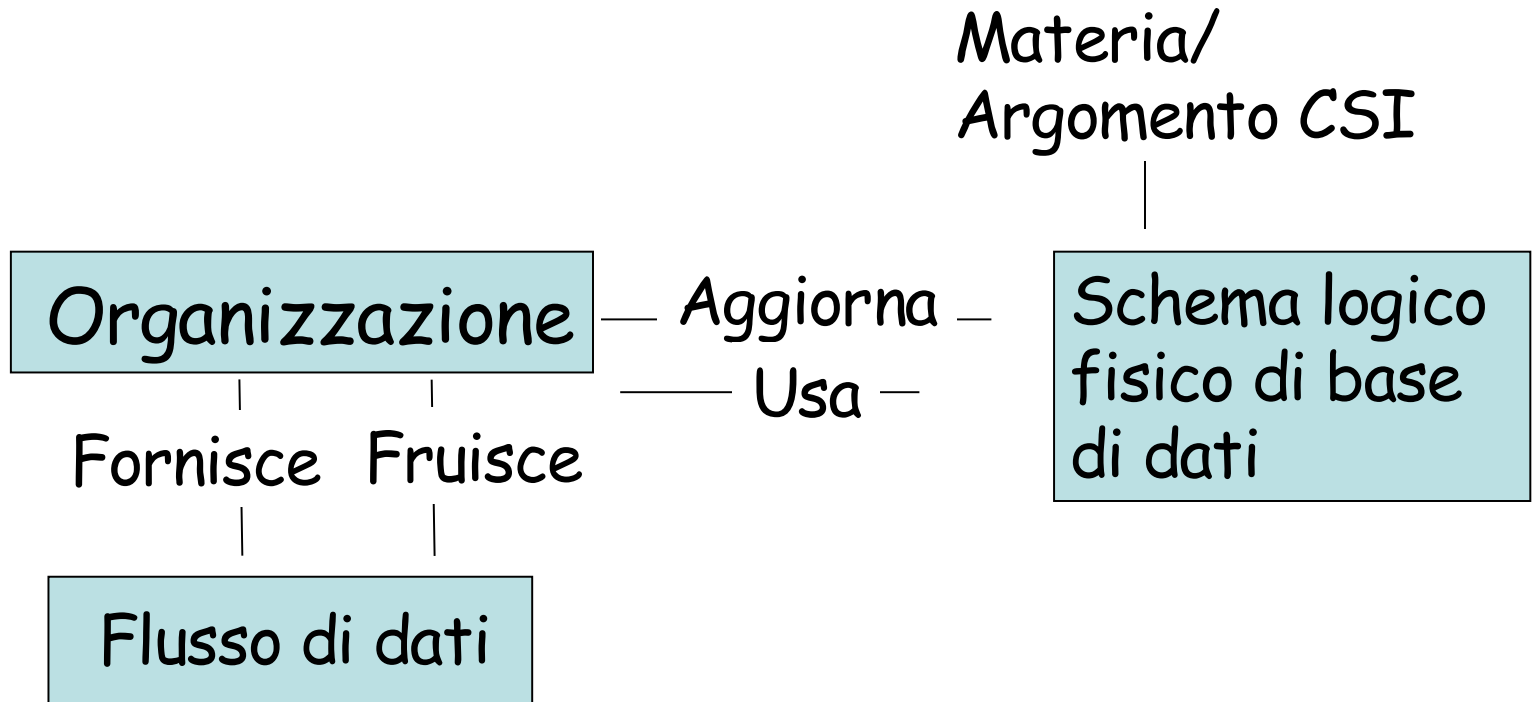 Materia/
Argomento CSI
Organizzazione
Aggiorna
Usa
Schema logico
fisico di base
di dati
Fornisce
Fruisce
Flusso di dati